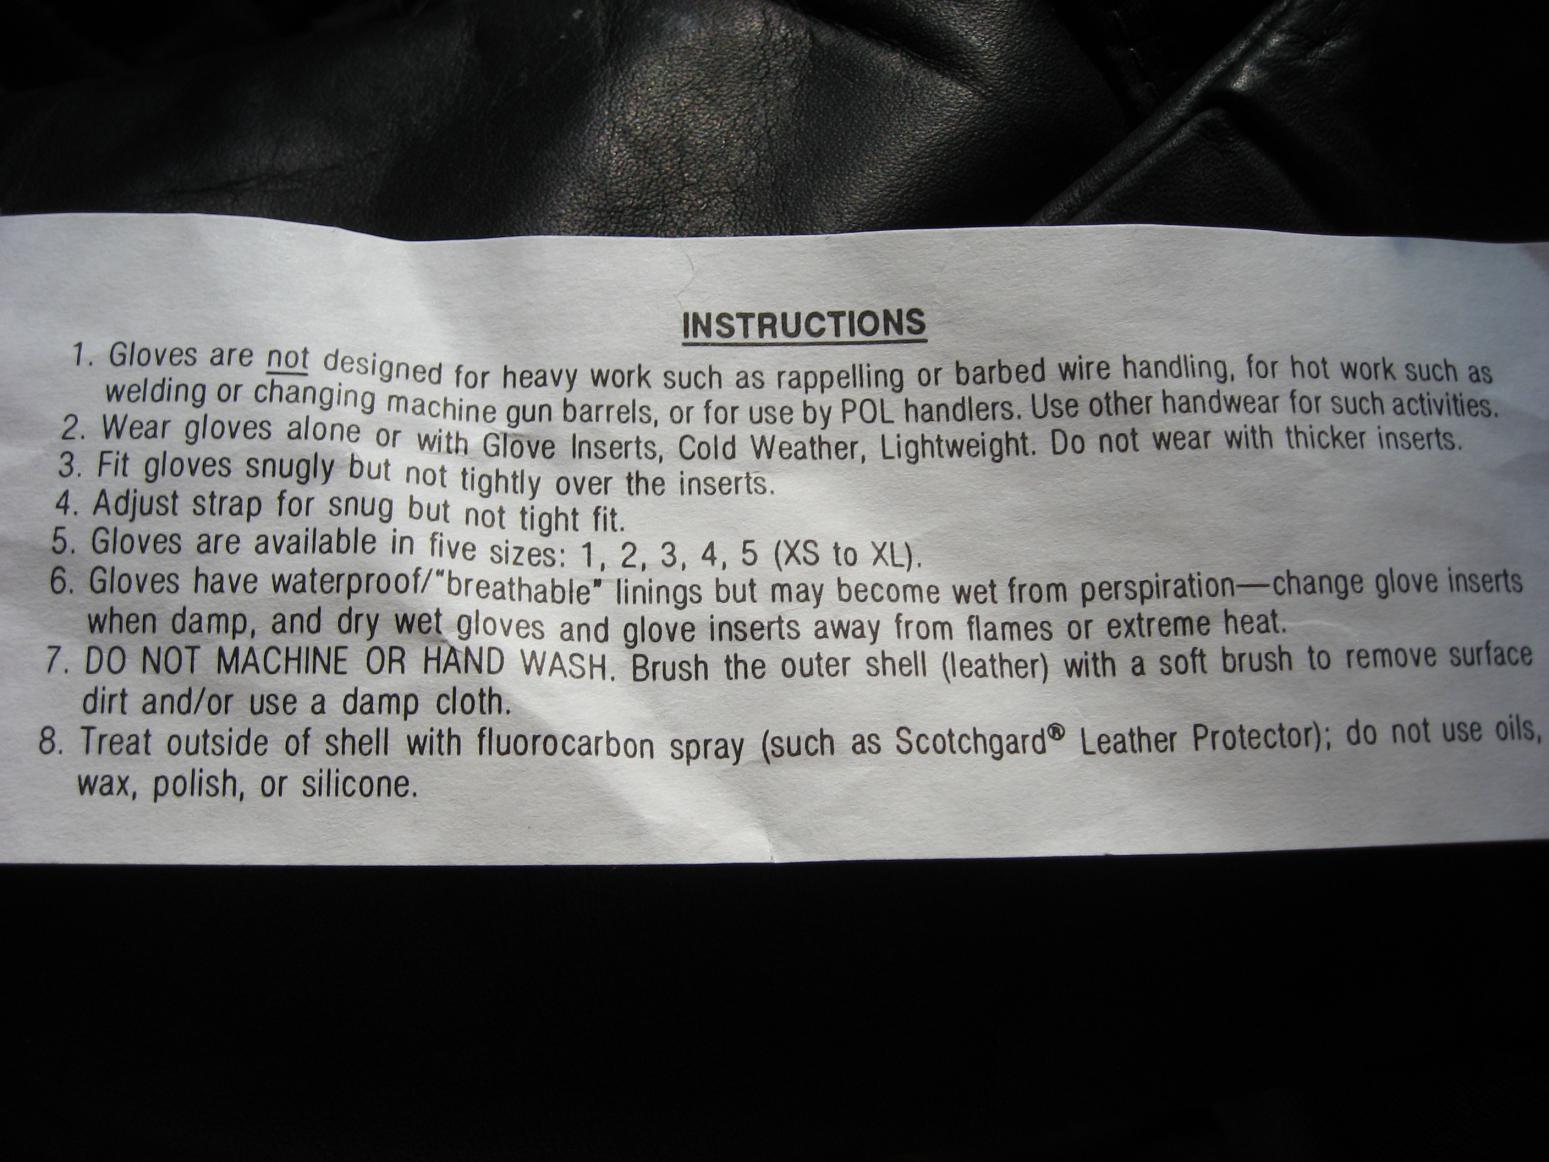 INSTRUCTIONS
1. Gloves are not designed for heavy work such as rappelling or barbed wire handling, for hot work such as
welding or changing machine gun barrels, or for use by POL handlers. Use other handwear for such activities.
2. Wear gloves alone or with Glove Inserts, Cold Weather, Lightweight. Do not wear with thicker inserts.
3. Fit gloves snugly but not tightly over the inserts.
4. Adjust strap for snug but not tight fit.
5. Gloves are available in five sizes: 1, 2, 3, 4, 5 (XS to XL).
6. Gloves have waterproof/"breathable" linings but may become wet from perspiration—change glove inserts
when damp, and dry wet gloves and glove inserts away from flames or extreme heat.
7. DO NOT MACHINE OR HAND WASH. Brush the outer shell (leather) with a soft brush to remove surface
dirt and/or use a damp cloth.
8. Treat outside of shell with fluorocarbon spray (such as Scotchgard® Leather Protector); do not use oils,
wax, polish, or silicone.